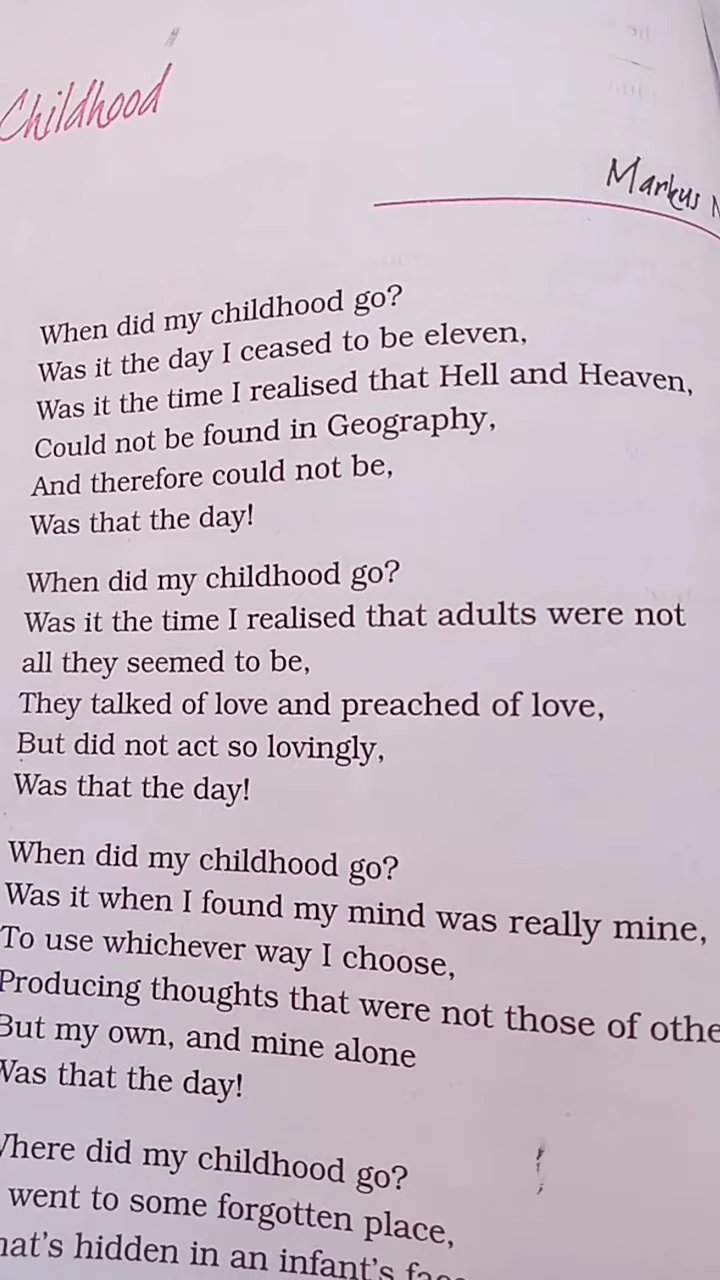 Childhood
Markus
When did my childhood go?
Was it the day I ceased to be eleven,
Was it the time I realised that Hell and Heaven,
Could not be found in Geography,
And therefore could not be,
Was that the day!
When did my childhood go?
Was it the time I realised that adults were not
all they seemed to be,
They talked of love and preached of love,
But did not act so lovingly,
Was that the day!
When did my childhood go?
Was it when I found my mind was really mine,
To use whichever way I choose,
Producing thoughts that were not those of
But my own, and mine alone
Was that the day!
Where did my childhood go?
went to some forgotten place,
hidden in an infant's